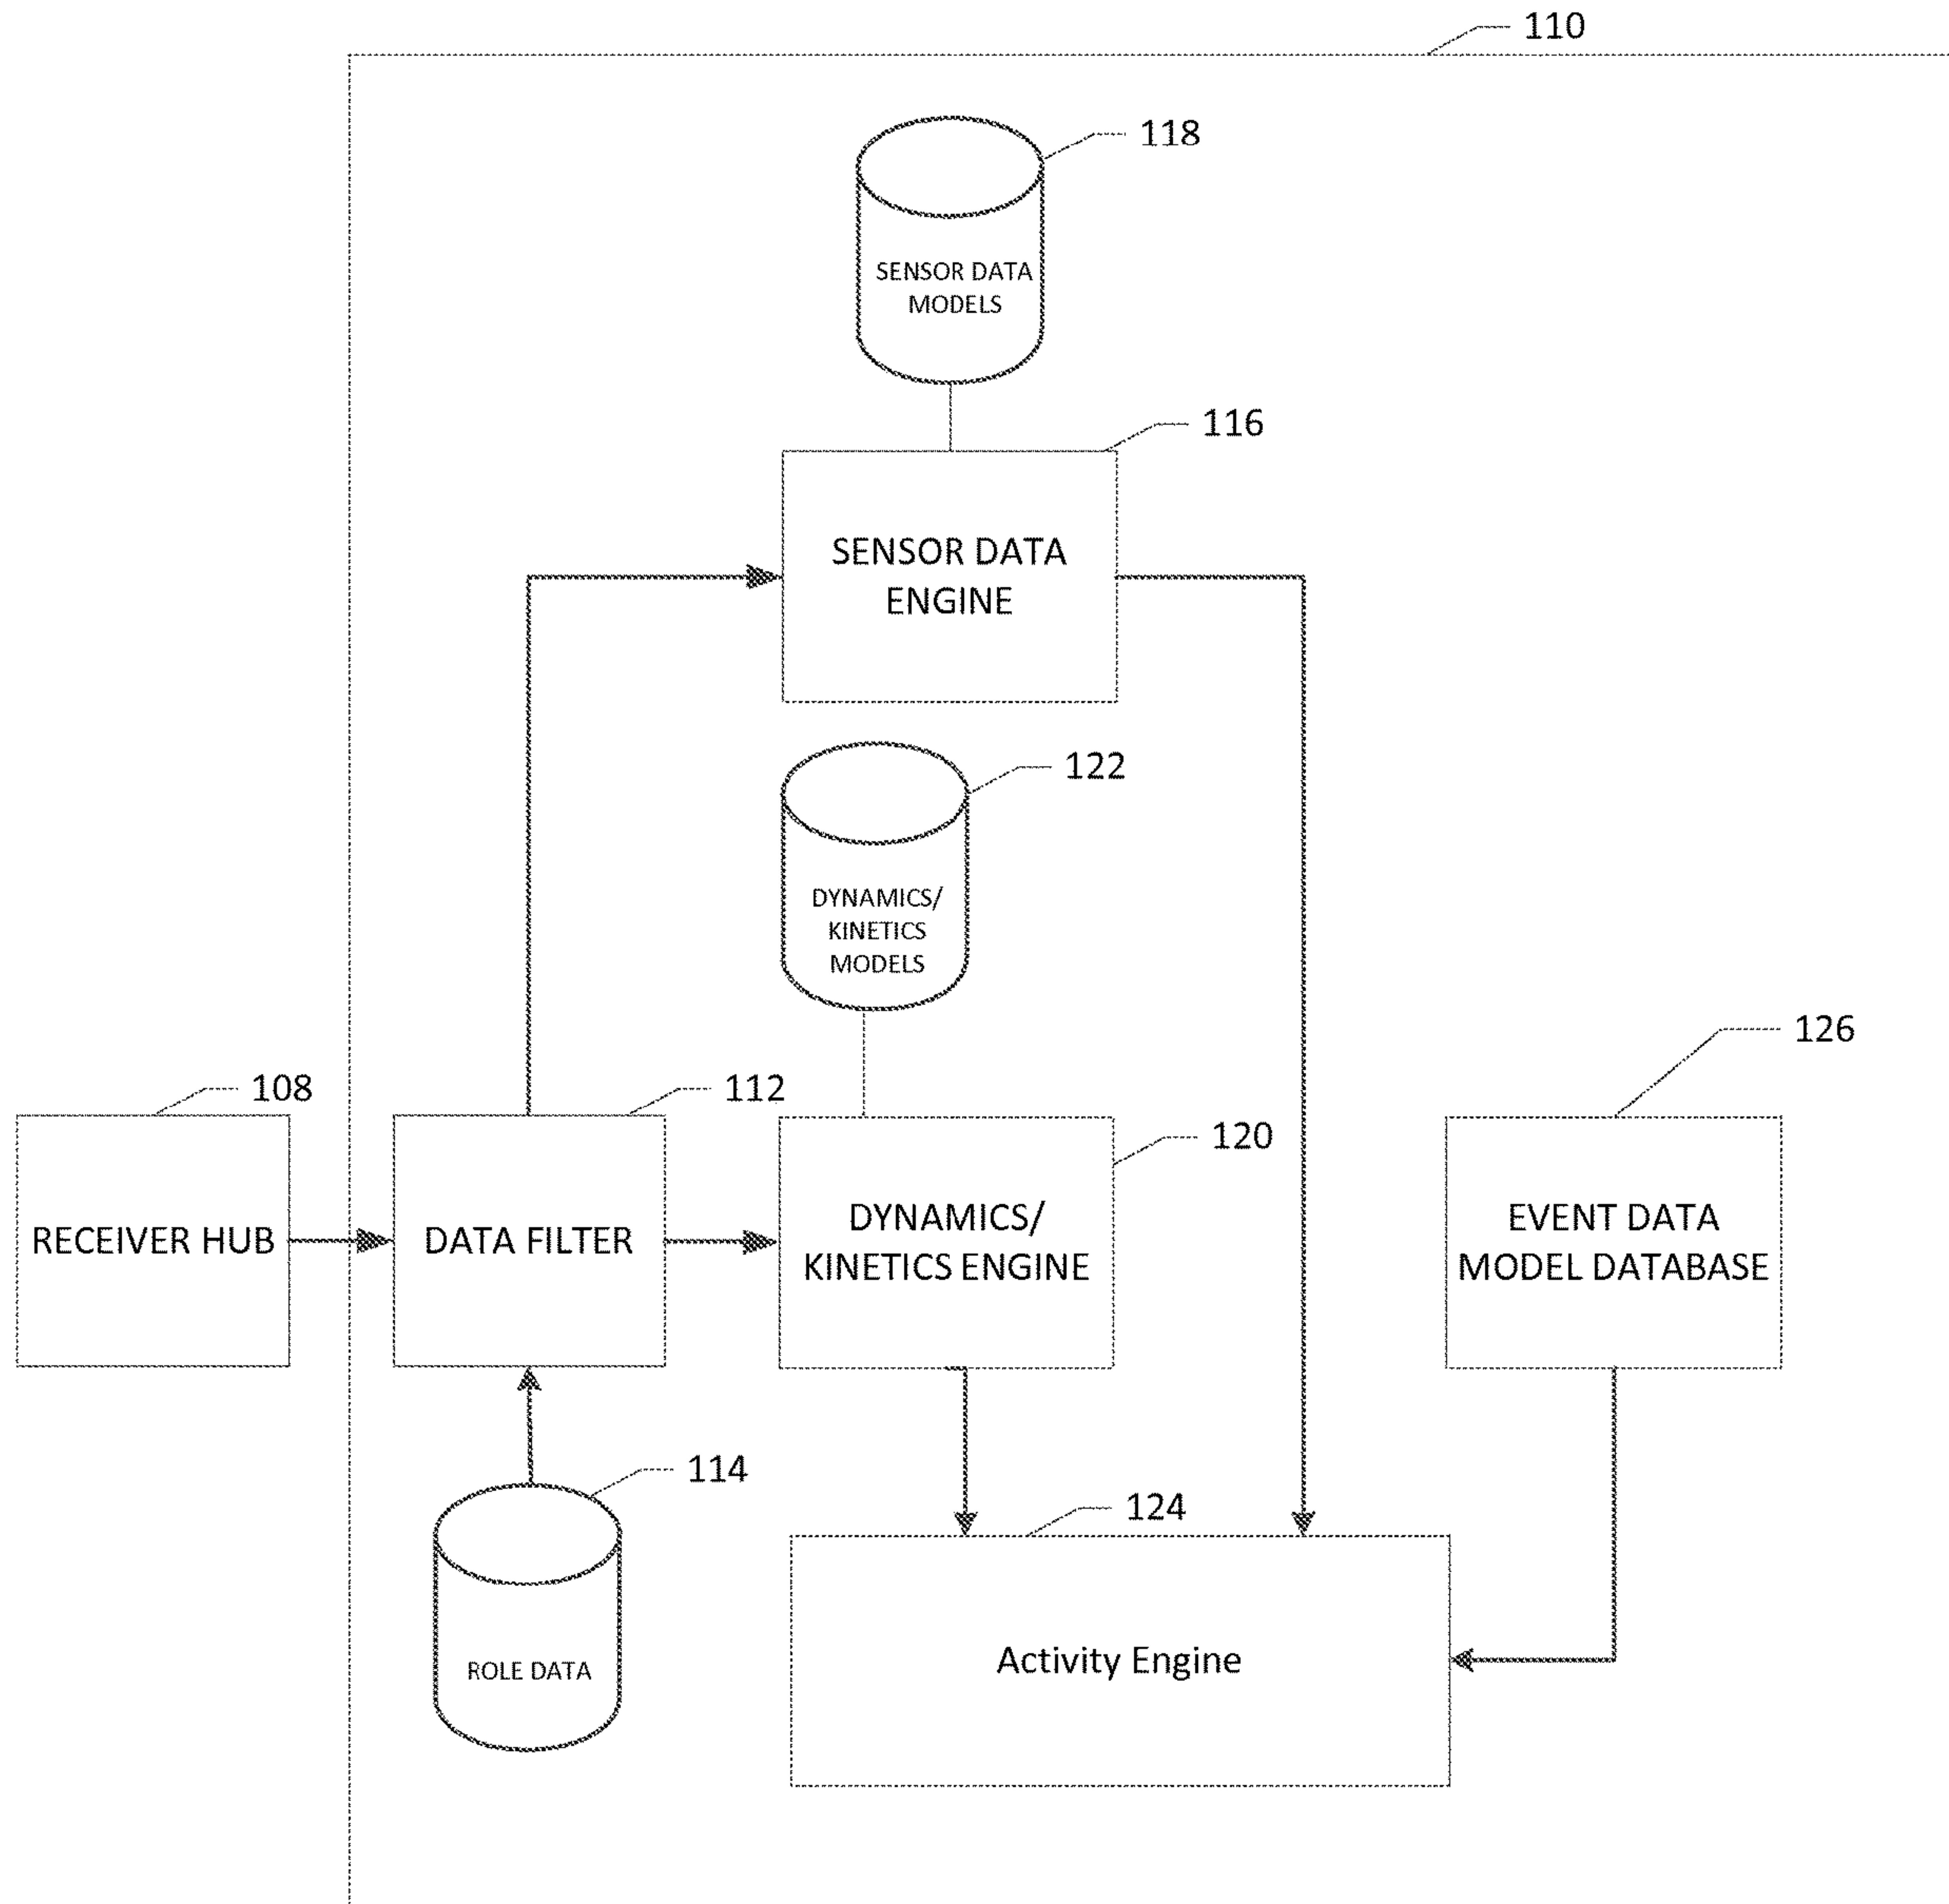 110
118
SENSOR DATA
MODELS
116
SENSOR DATA
ENGINE
122
DYNAMICS/
KINETICS
MODELS
126
108
112
120
RECEIVER HUB
DATA FILTER
DYNAMICS/
KINETICS ENGINE
EVENT DATA
MODEL DATABASE
114
124
ROLE DATA
Activity Engine